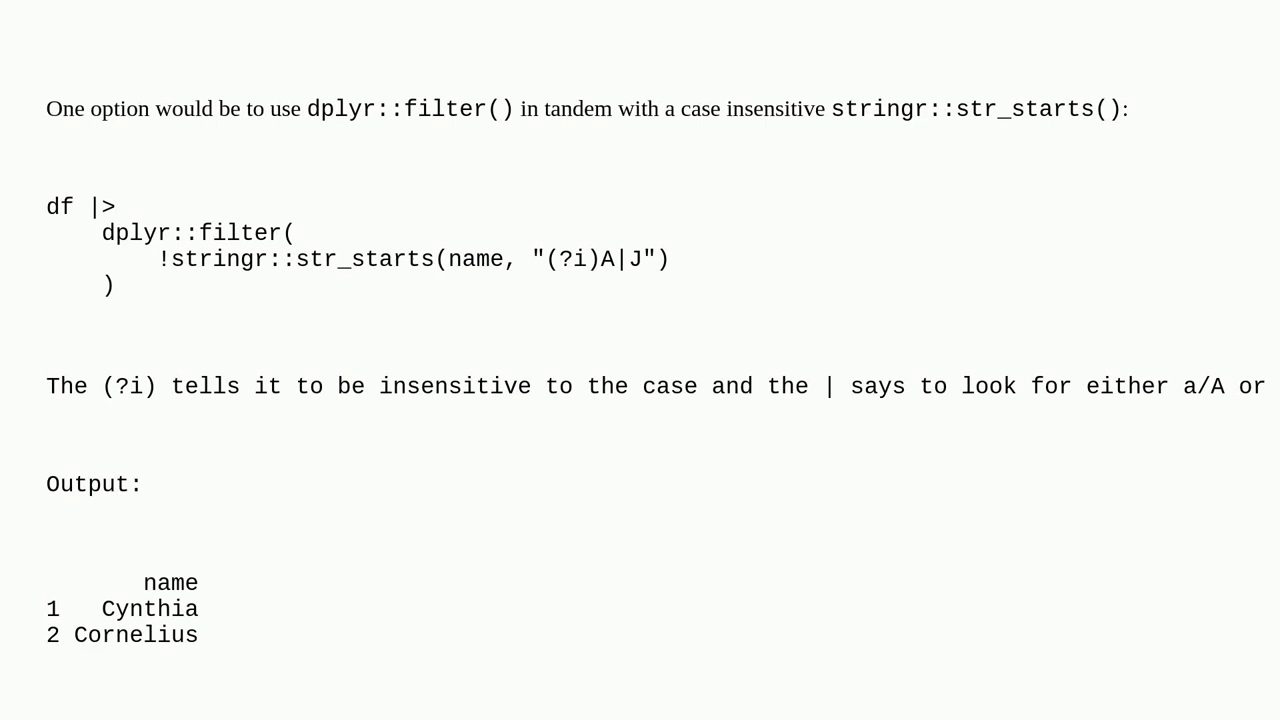 One option would be to use dplyr::filter() in tandem with a case insensitive stringr::str_starts():
df |>
    dplyr::filter(
        !stringr::str_starts(name, "(?i)A|J")
    )
The (?i) tells it to be insensitive to the case and the | says to look for either a/A or
Output:
       name
1   Cynthia
2 Cornelius